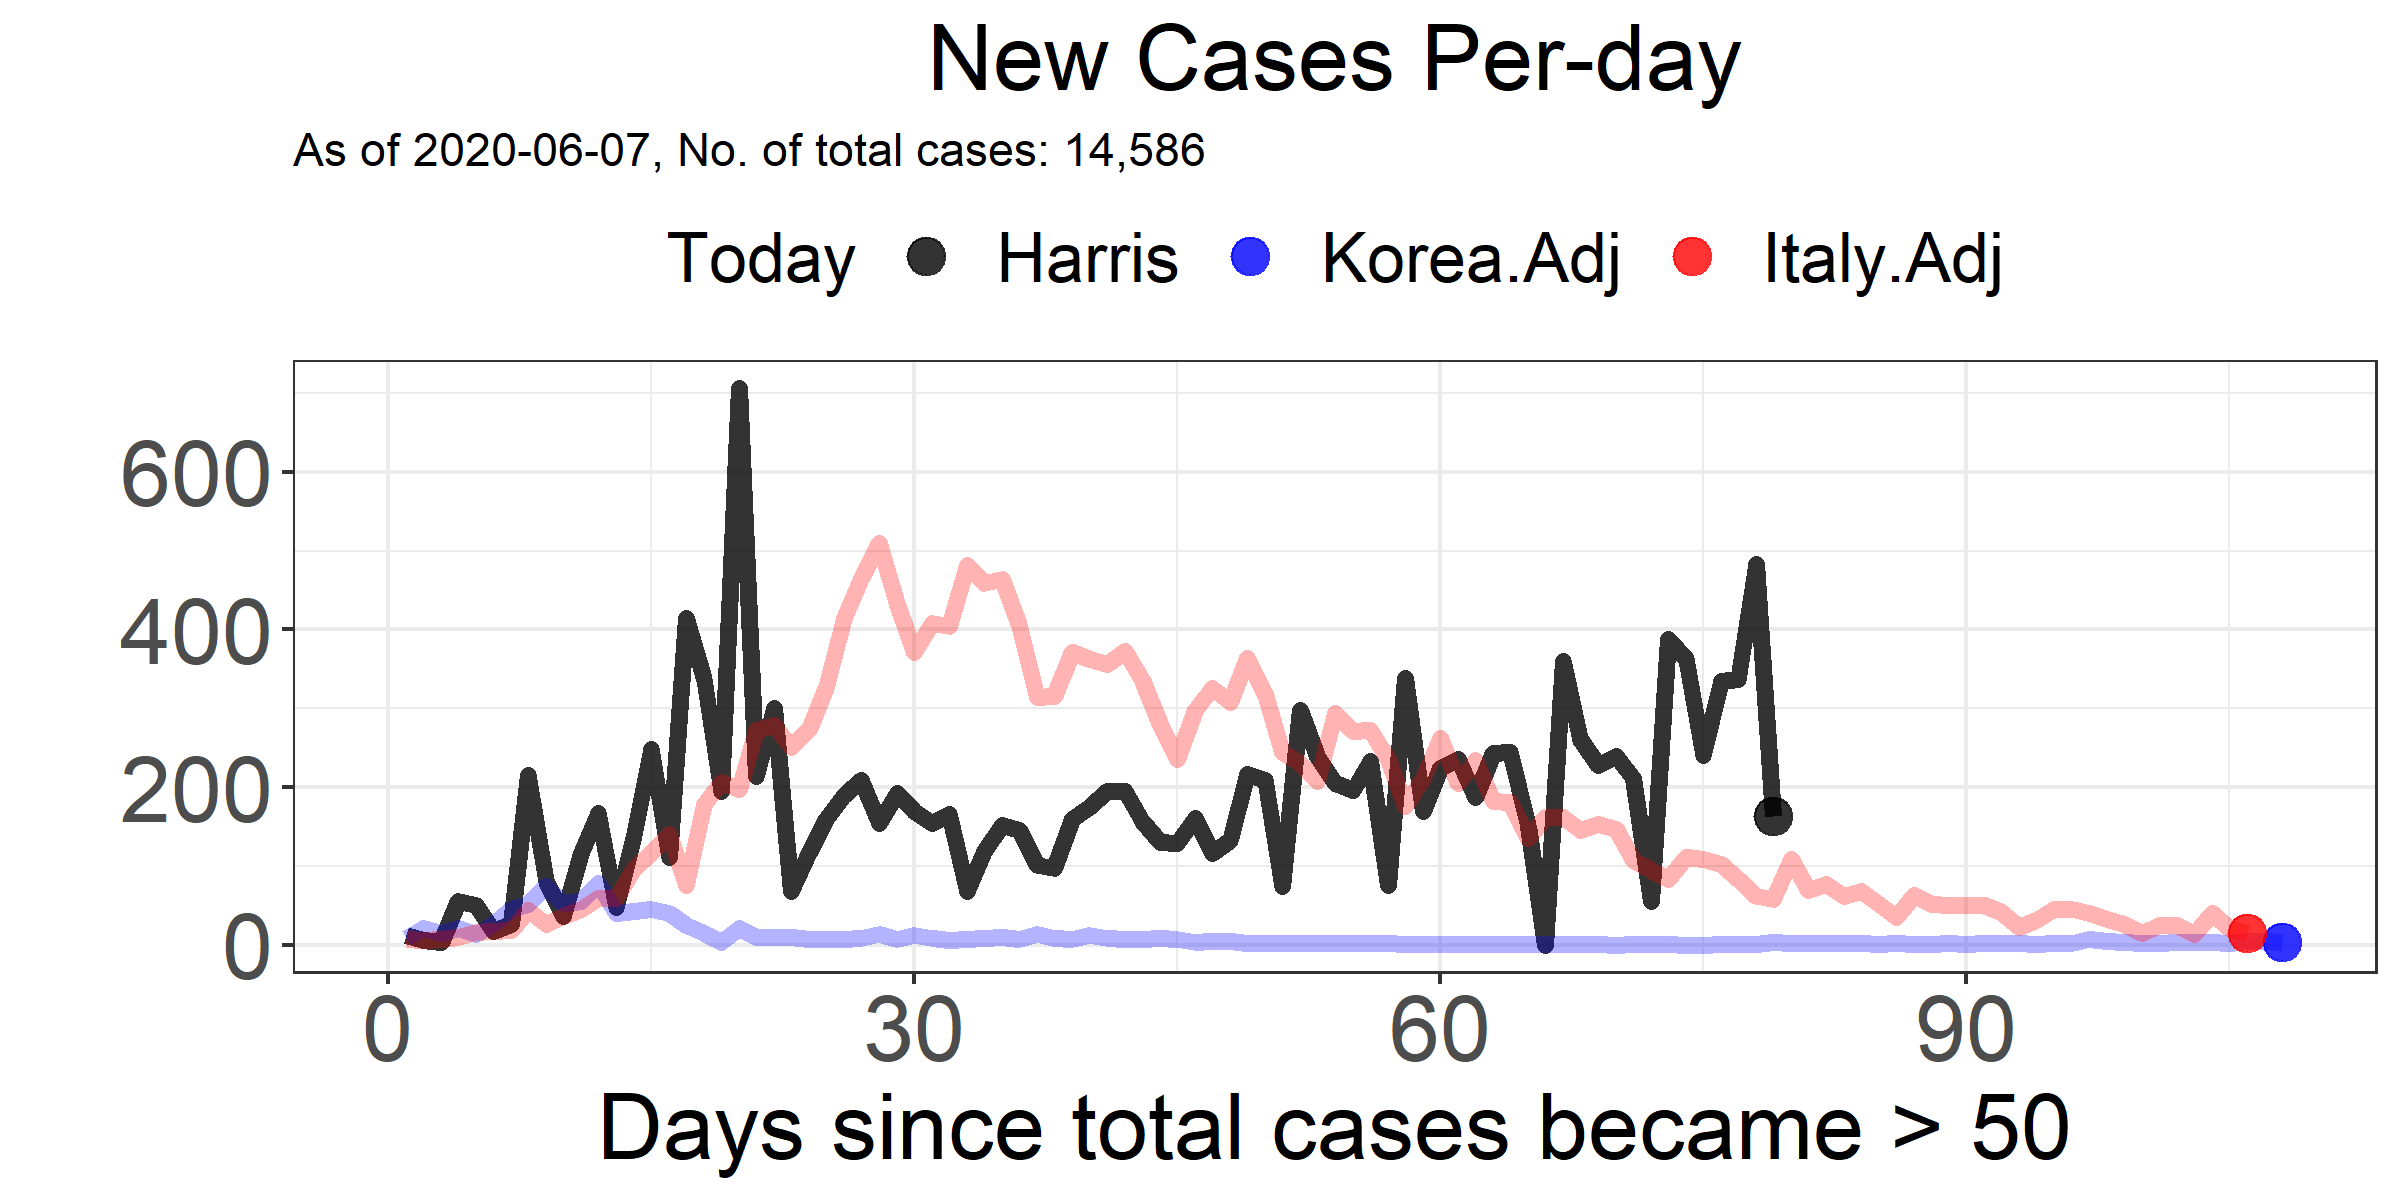 New Cases Per-day
As of 2020-06-07, No. of total cases: 14,586
Today Harris Korea.Adj Italy.Adj
600
400
200
0
0 30 60 90
Days since total cases became > 50